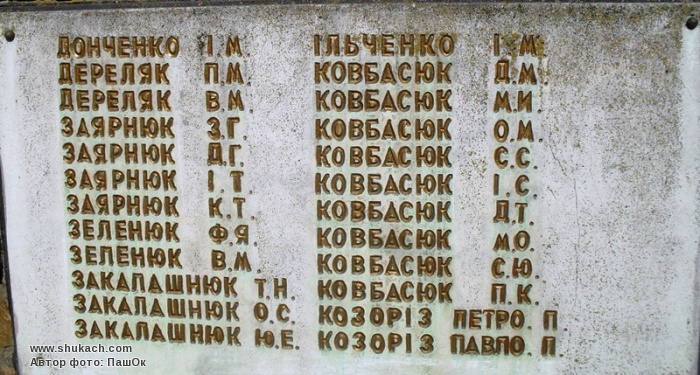 ДОНЧЕНКО І.М.
ДЕРЕЛЯК П.М.
ДЕРЕЛЯК В.М.
ЗАЯРНЮК З.Г.
ЗАЯРНЮК Д.Г.
ЗАЯРНЮК І.Т.
ЗАЯРНЮК К.Т.
ЗЕЛЕНЮК Ф.Я.
ЗЕЛЕНЮК В.М.
ЗАКАПАШНЮК Т.Н.
ЗАКАПАШНЮК О.С.
ЗАКАПАШНЮК Ю.Е.
ІЛЬЧЕНКО І.М.
КОВБАСЮК Д.М.
КОВБАСЮК М.И.
КОВБАСЮК О.М.
КОВБАСЮК С.С.
КОВБАСЮК І.С.
КОВБАСЮК Д.Т.
КОВБАСЮК М.О.
КОВБАСЮК С.Ю.
КОВБАСЮК П.К.
КОЗОРІЗ ПЕТРО.П.
КОЗОРІЗ ПАВЛО.П.
www.shukach.com
Автор фото: ПашОк